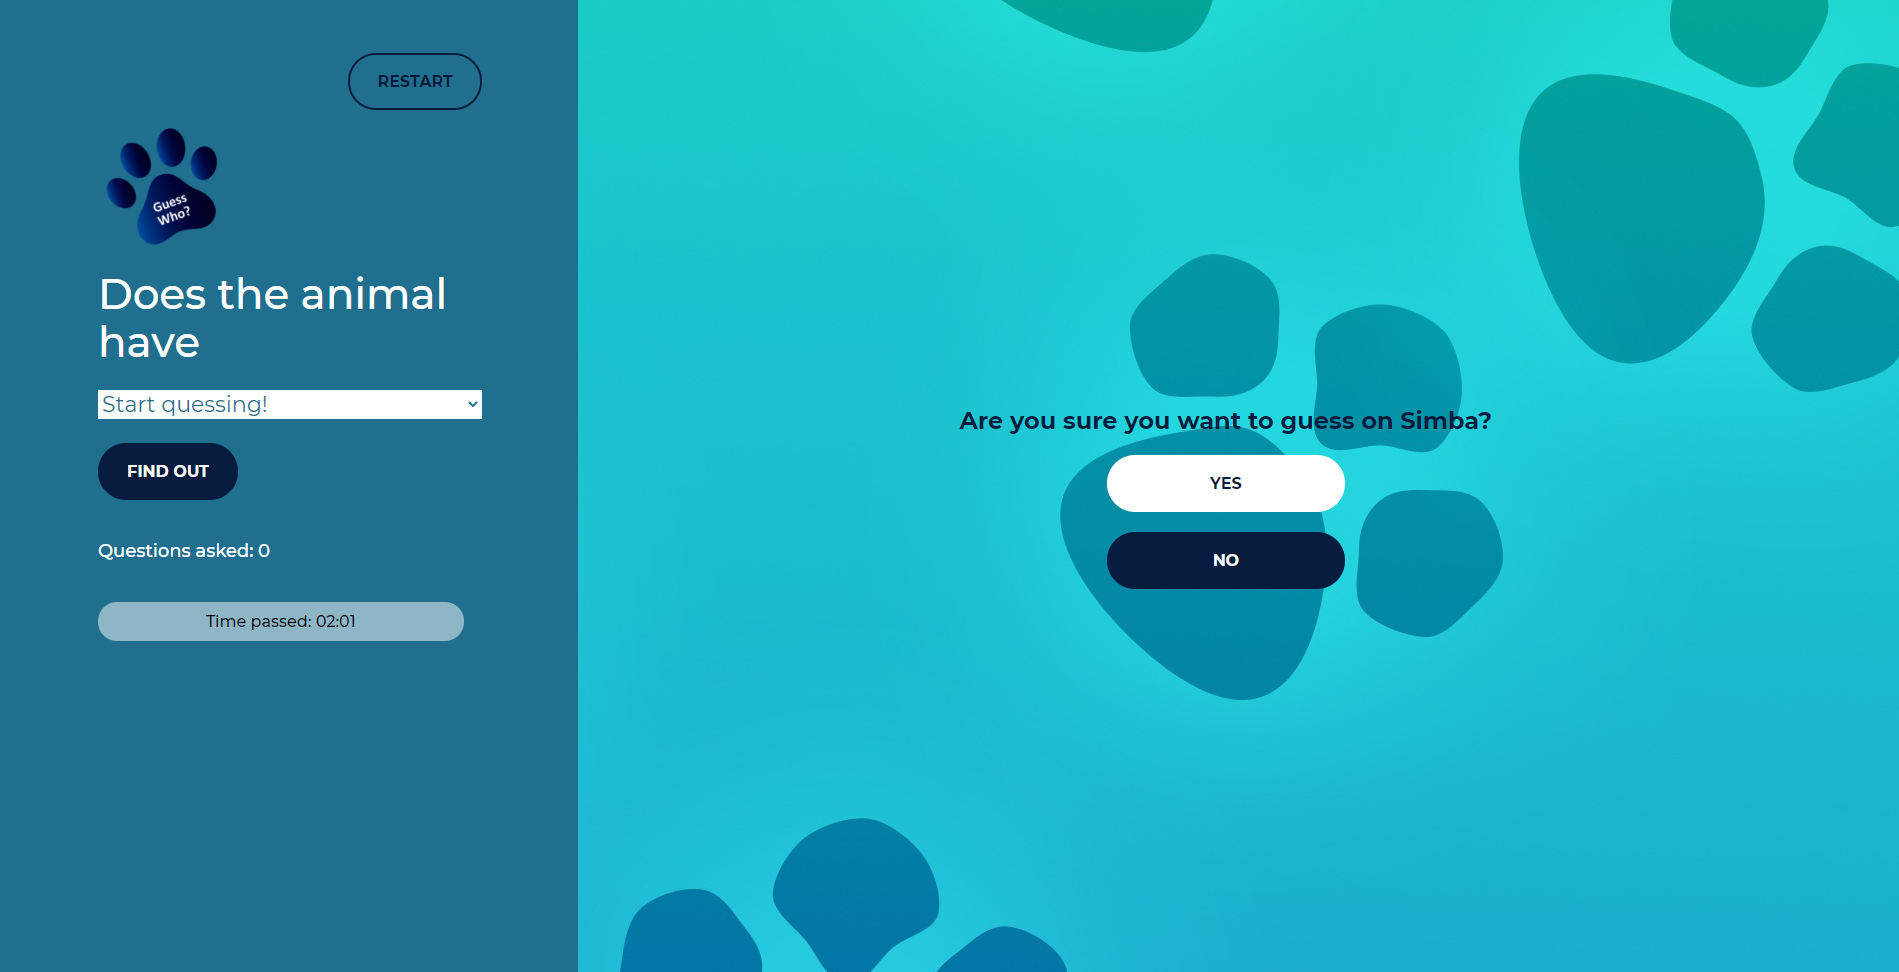 RESTART
Guess
Who?
Does the animal
have
Start quessing!
FIND OUT
Questions asked: 0
Time passed: 02:01
Are you sure you want to guess on Simba?
YES
NO